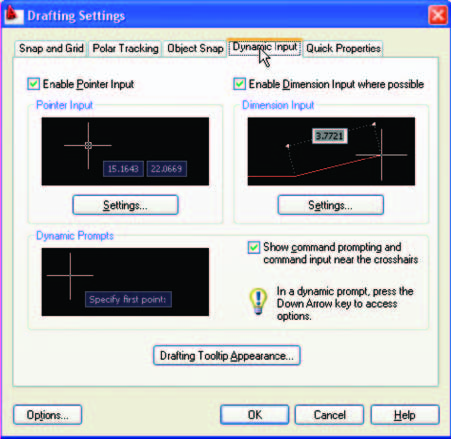 Drafting Settings
Snap and Grid Polar Tracking Object Snap Dynamic Input Quick Properties
Enable Pointer Input
Enable Dimension Input where possible
Pointer Input
Dimension Input
15.1643 22.0669
3.7721
Settings...
Settings...
Dynamic Prompts
Specify first point:
Show command prompting and
command input near the crosshairs
In a dynamic prompt, press the
Down Arrow key to access
options.
Drafting Tooltip Appearance...
Options...
OK
Cancel
Help